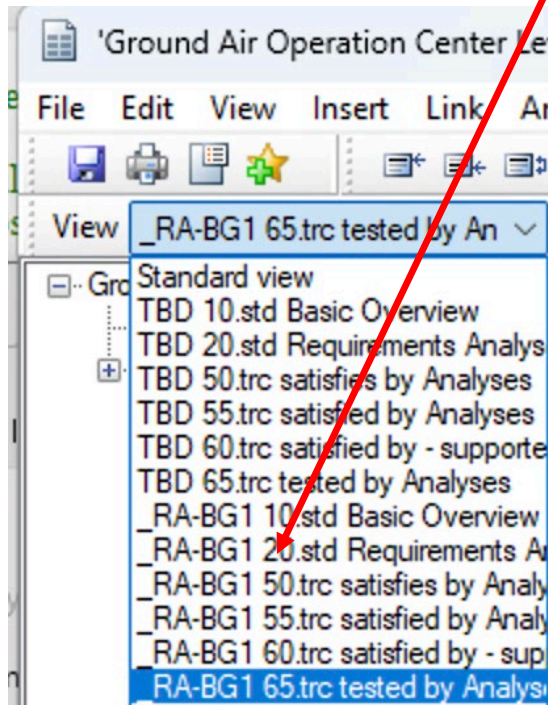 'Ground Air Operation Center Le
File Edit View Insert Link
View _RA-BG1 65.trc tested by An
Standard view
TBD 10.std Basic Overview
TBD 20.std Requirements Analys
TBD 50.trc satisfies by Analyses
TBD 55.trc satisfied by Analyses
TBD 60.trc satisfied by - supporte
TBD 65.trc tested by Analyses
_RA-BG1 10.std Basic Overview
_RA-BG1 20.std Requirements A
_RA-BG1 50.trc satisfies by Analy
_RA-BG1 55.trc satisfied by Analy
_RA-BG1 60.trc satisfied by - sup
_RA-BG1 65.trc tested by Analys